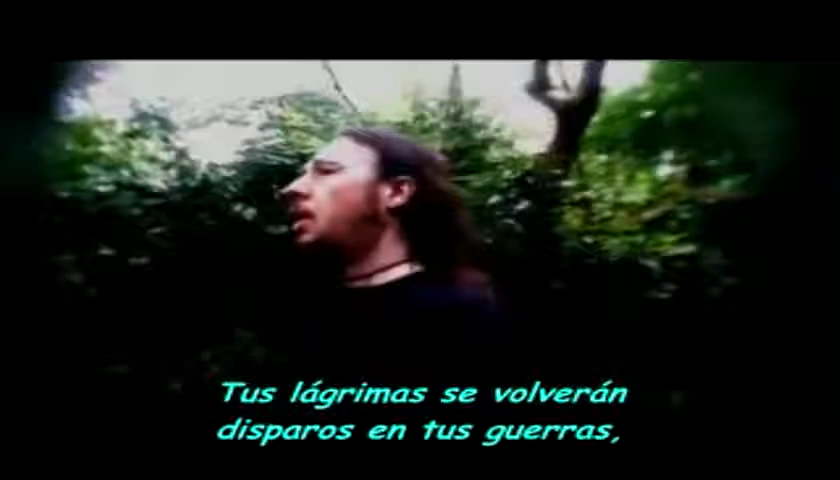 Tus lágrimas se volverán
disparos en tus guerras,